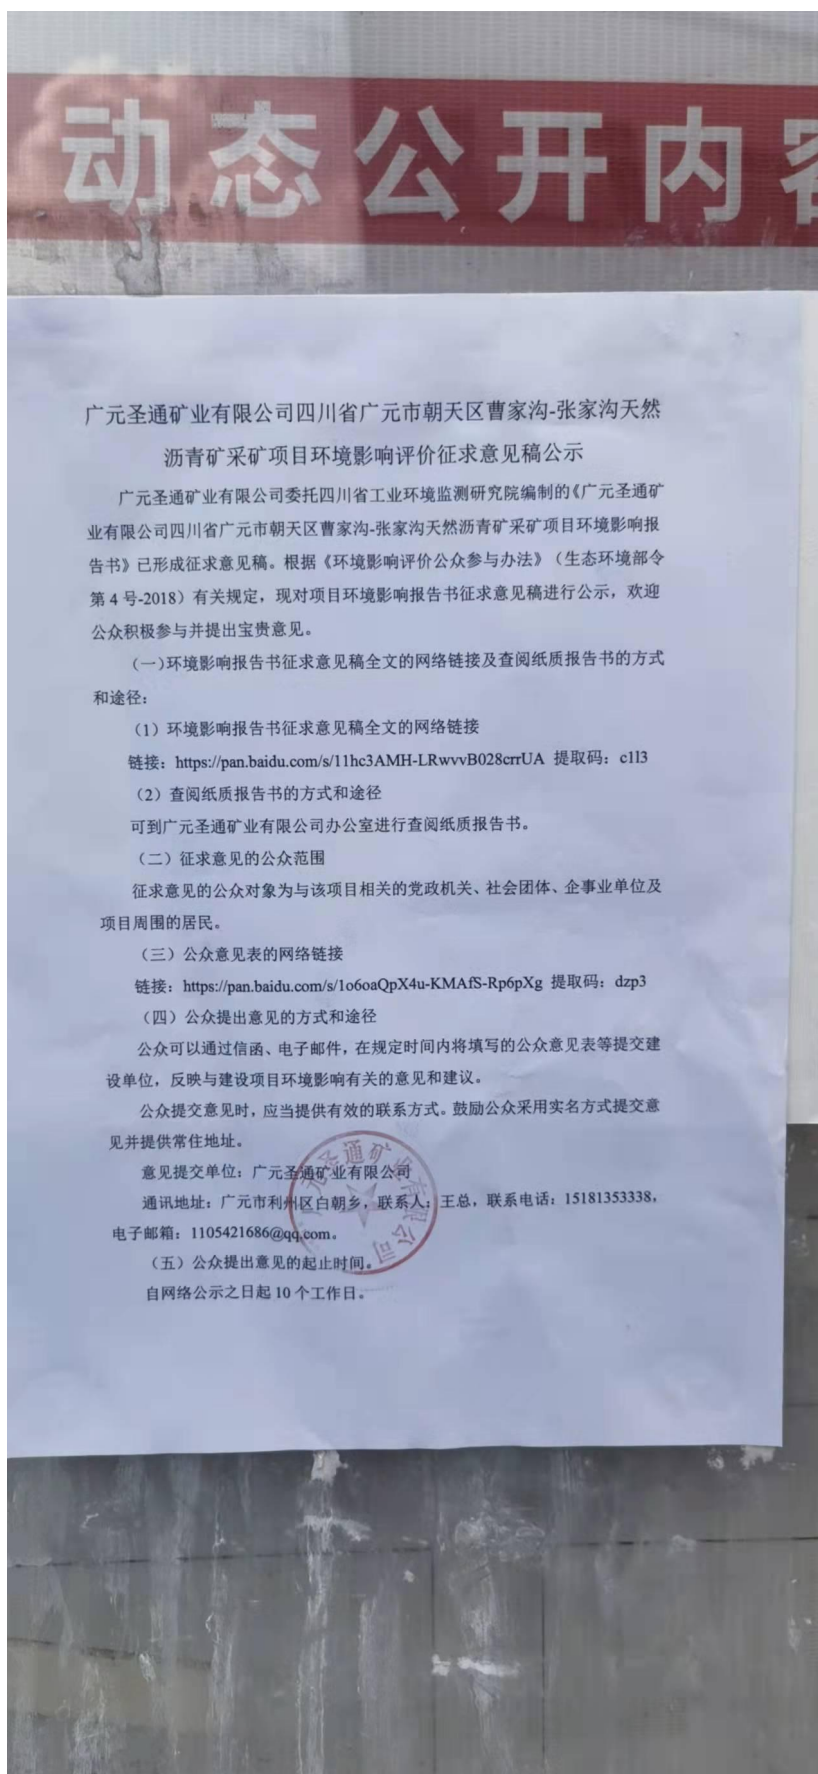 动态公开内容
广元圣通矿业有限公司四川省广元市朝天区曹家沟-张家沟天然
沥青矿采矿项目环境影响评价征求意见稿公示
广元圣通矿业有限公司委托四川省工业环境监测研究院编制的《广元圣通矿
业有限公司四川省广元市朝天区曹家沟-张家沟天然沥青矿采矿项目环境影响报
告书》已形成征求意见稿。根据《环境影响评价公众参与办法》（生态环境部令
第 4 号-2018）有关规定，现对项目环境影响报告书征求意见稿进行公示，欢迎
公众积极参与并提出宝贵意见。
（一)环境影响报告书征求意见稿全文的网络链接及查阅纸质报告书的方式
和途径：
（1）环境影响报告书征求意见稿全文的网络链接
链接：https://pan.baidu.com/s/11hc3AMH-LRwvvB028crrUA 提取码：c1l3
（2）查阅纸质报告书的方式和途径
可到广元圣通矿业有限公司办公室进行查阅纸质报告书。
（二）征求意见的公众范围
征求意见的公众对象为与该项目相关的党政机关、社会团体、企事业单位及
项目周围的居民。
（三）公众意见表的网络链接
链接：https://pan.baidu.com/s/1o6oaQpX4u-KMAfS-Rp6pXg 提取码：dzp3
（四）公众提出意见的方式和途径
公众可以通过信函、电子邮件，在规定时间内将填写的公众意见表等提交建
设单位，反映与建设项目环境影响有关的意见和建议。
公众提交意见时，应当提供有效的联系方式。鼓励公众采用实名方式提交意
见并提供常住地址。
意见提交单位：广元圣通矿业有限公司
通讯地址：广元市利州区白朝乡，联系人：王总，联系电话：15181353338，
电子邮箱：1105421686@qq.com。
（五）公众提出意见的起止时间。
自网络公示之日起 10 个工作日。
广元圣通矿业有限公司